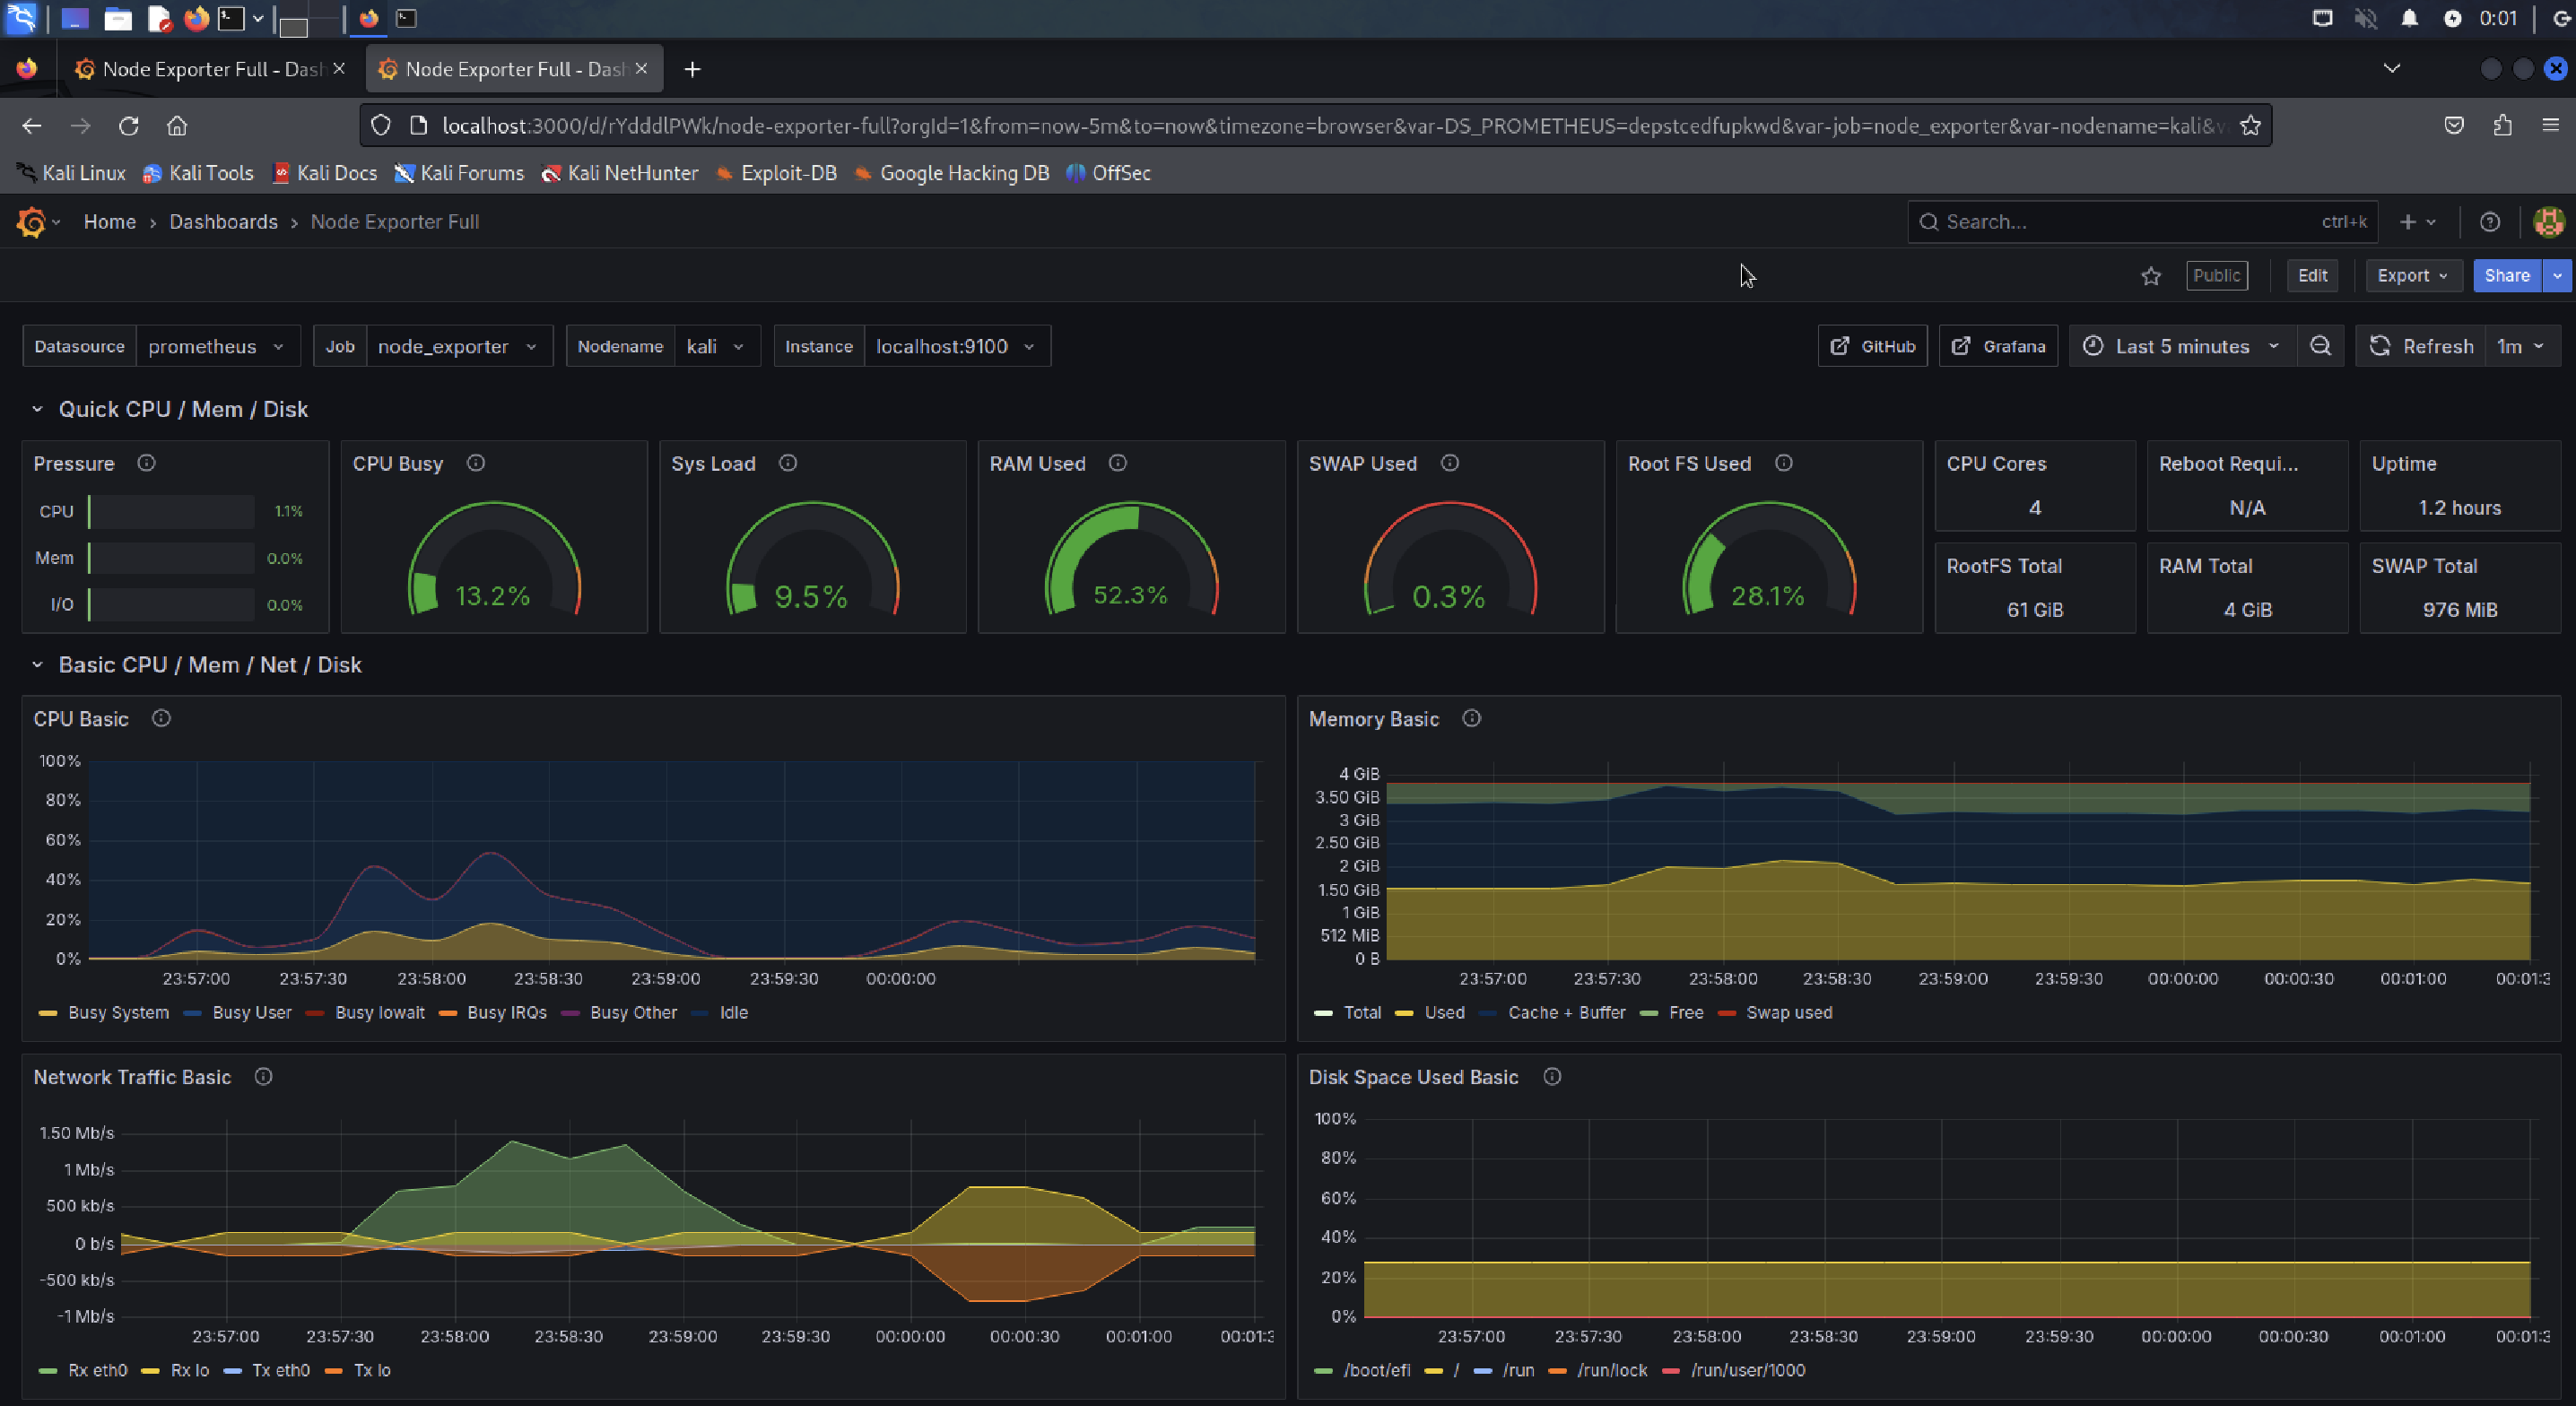 0:01
Node Exporter Full - Dash
Node Exporter Full - Dash
localhost:3000/d/rYdddlPWk/node-exporter-full?orgId=1&from=now-5m&to=now&timezone=browser&var-DS_PROMETHEUS=depstcedfupkwd&var-job=node_exporter&var-nodename=kali&v
Kali Linux Kali Tools Kali Docs Kali Forums Kali NetHunter Exploit-DB Google Hacking DB OffSec
Home › Dashboards › Node Exporter Full
Search... ctrl+k
Public Edit Export Share
Datasource prometheus Job node_exporter Nodename kali Instance localhost:9100 GitHub Grafana Last 5 minutes Refresh 1m
Quick CPU / Mem / Disk
Pressure
CPU 1.1%
Mem 0.0%
I/O 0.0%
CPU Busy
13.2%
Sys Load
9.5%
RAM Used
52.3%
SWAP Used
0.3%
Root FS Used
28.1%
CPU Cores
4
Reboot Requi...
N/A
Uptime
1.2 hours
RootFS Total
61 GiB
RAM Total
4 GiB
SWAP Total
976 MiB
Basic CPU / Mem / Net / Disk
CPU Basic
100%
80%
60%
40%
20%
0%
23:57:00 23:57:30 23:58:00 23:58:30 23:59:00 23:59:30 00:00:00
Busy System Busy User Busy Iowait Busy IRQs Busy Other Idle
Memory Basic
4 GiB
3.50 GiB
3 GiB
2.50 GiB
2 GiB
1.50 GiB
1 GiB
512 MiB
0 B
23:57:00 23:57:30 23:58:00 23:58:30 23:59:00 23:59:30 00:00:00 00:00:30 00:01:00 00:01:3
Total Used Cache + Buffer Free Swap used
Network Traffic Basic
1.50 Mb/s
1 Mb/s
500 kb/s
0 b/s
-500 kb/s
-1 Mb/s
23:57:00 23:57:30 23:58:00 23:58:30 23:59:00 23:59:30 00:00:00 00:00:30 00:01:00 00:01:3
Rx eth0 Rx lo Tx eth0 Tx lo
Disk Space Used Basic
100%
80%
60%
40%
20%
0%
23:57:00 23:57:30 23:58:00 23:58:30 23:59:00 23:59:30 00:00:00 00:00:30 00:01:00 00:01:3
/boot/efi / /run /run/lock /run/user/1000